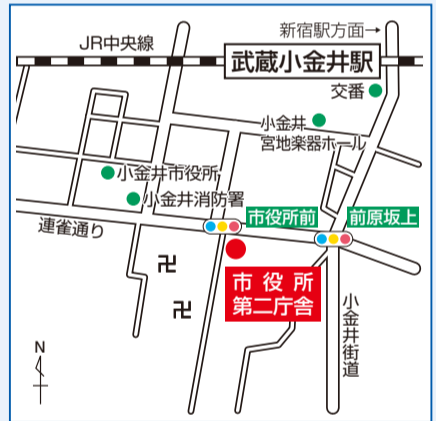 新宿駅方面→
JR中央線
武蔵小金井駅
交番
小金井
宮地楽器ホール
小金井市役所
小金井消防署
市役所前
前原坂上
連雀通り
卍
市役所
第二庁舎
卍
小金井街道
N